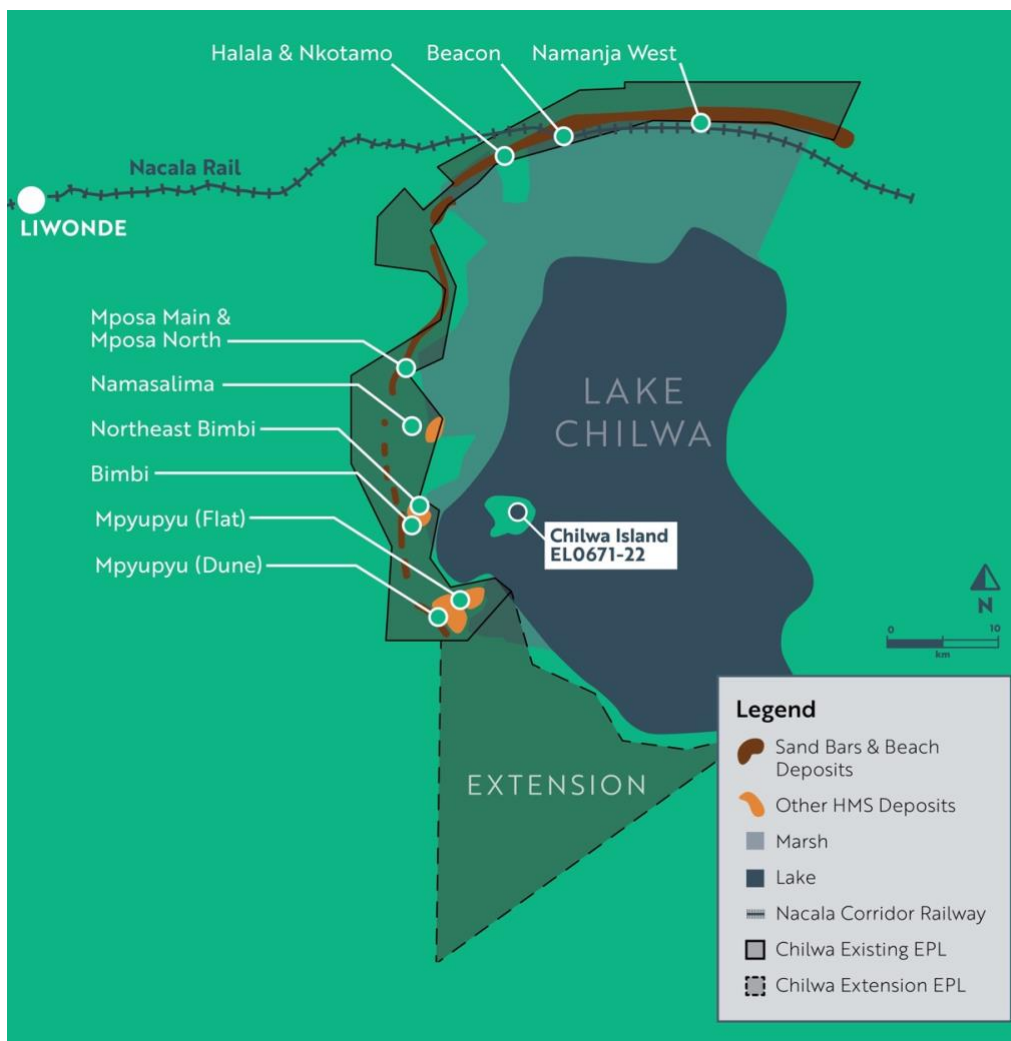 Halala & Nkotamo
Beacon
Namanja West
Nacala Rail
LIWONDE
Mposa Main &
Mposa North
Namasalima
Northeast Bimbi
Bimbi
Mpyupyu (Flat)
Mpyupyu (Dune)
LAKE
CHILWA
Chilwa Island
EL0671-22
N
0 10
km
EXTENSION
Legend
Sand Bars & Beach
Deposits
Other HMS Deposits
Marsh
Lake
Nacala Corridor Railway
Chilwa Existing EPL
Chilwa Extension EPL